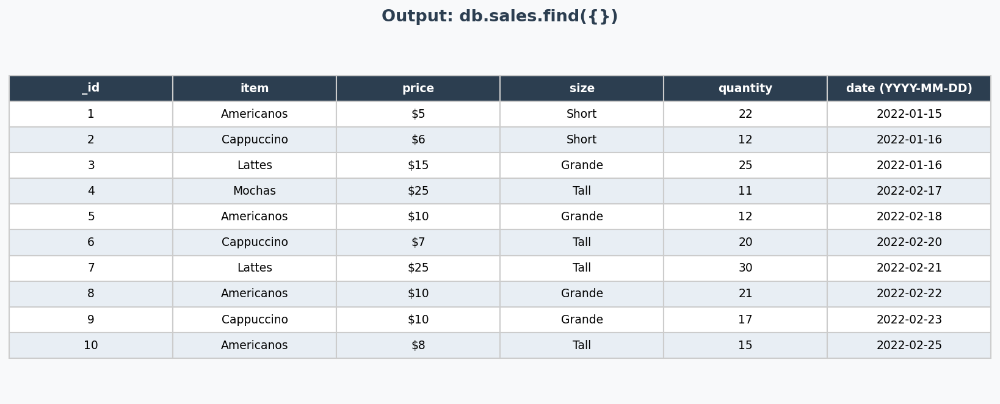 Output: db.sales.find({})
_id item price size quantity date (YYYY-MM-DD)
1 Americanos $5 Short 22 2022-01-15
2 Cappuccino $6 Short 12 2022-01-16
3 Lattes $15 Grande 25 2022-01-16
4 Mochas $25 Tall 11 2022-02-17
5 Americanos $10 Grande 12 2022-02-18
6 Cappuccino $7 Tall 20 2022-02-20
7 Lattes $25 Tall 30 2022-02-21
8 Americanos $10 Grande 21 2022-02-22
9 Cappuccino $10 Grande 17 2022-02-23
10 Americanos $8 Tall 15 2022-02-25